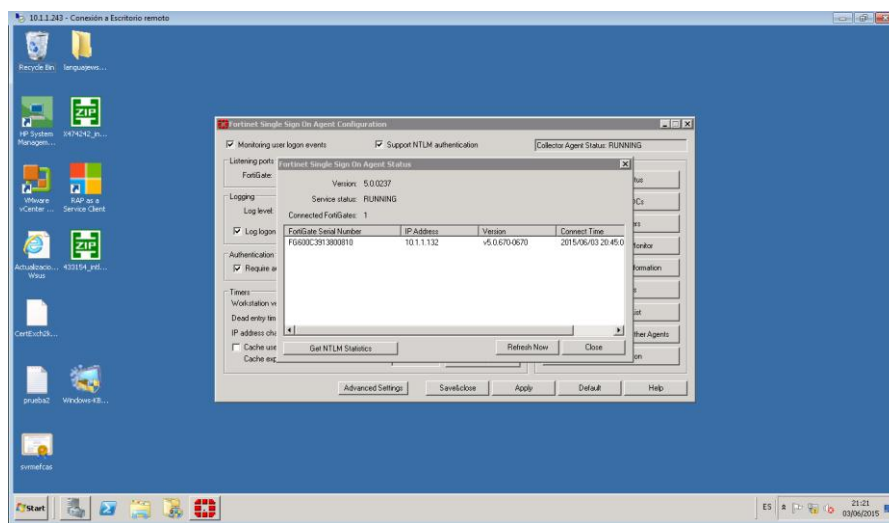 10.1.1.243 - Conexión a Escritorio remoto
Recycle Bin
lenguajews...
HP System Managem...
X474242_in...
VMware vCenter ...
RAP as a Service Client
Actualizacio... Wsus
433154_intl...
CertExch2k...
prueba2
Windows-KB...
svrmefcas
Fortinet Single Sign On Agent Configuration
Monitoring user logon events
Support NTLM authentication
Collector Agent Status: RUNNING
Listening ports
FortiGate:
Logging
Log level:
Log logon
Authentication
Require a
Timers
Workstation ve
Dead entry tim
IP address cha
Cache use
Cache exp
Fortinet Single Sign On Agent Status
Version: 5.0.0237
Service status: RUNNING
Connected FortiGates: 1
FortiGate Serial Number IP Address Version Connect Time
FG600C3913800810 10.1.1.132 v5.0.670-0670 2015/06/03 20:45:0
Get NTLM Statistics Refresh Now Close
tus
Cs
rs
onitor
formation
s
ist
ther Agents
on
Advanced Settings Save&close Apply Default Help
Start
ES
21:21
03/06/2015